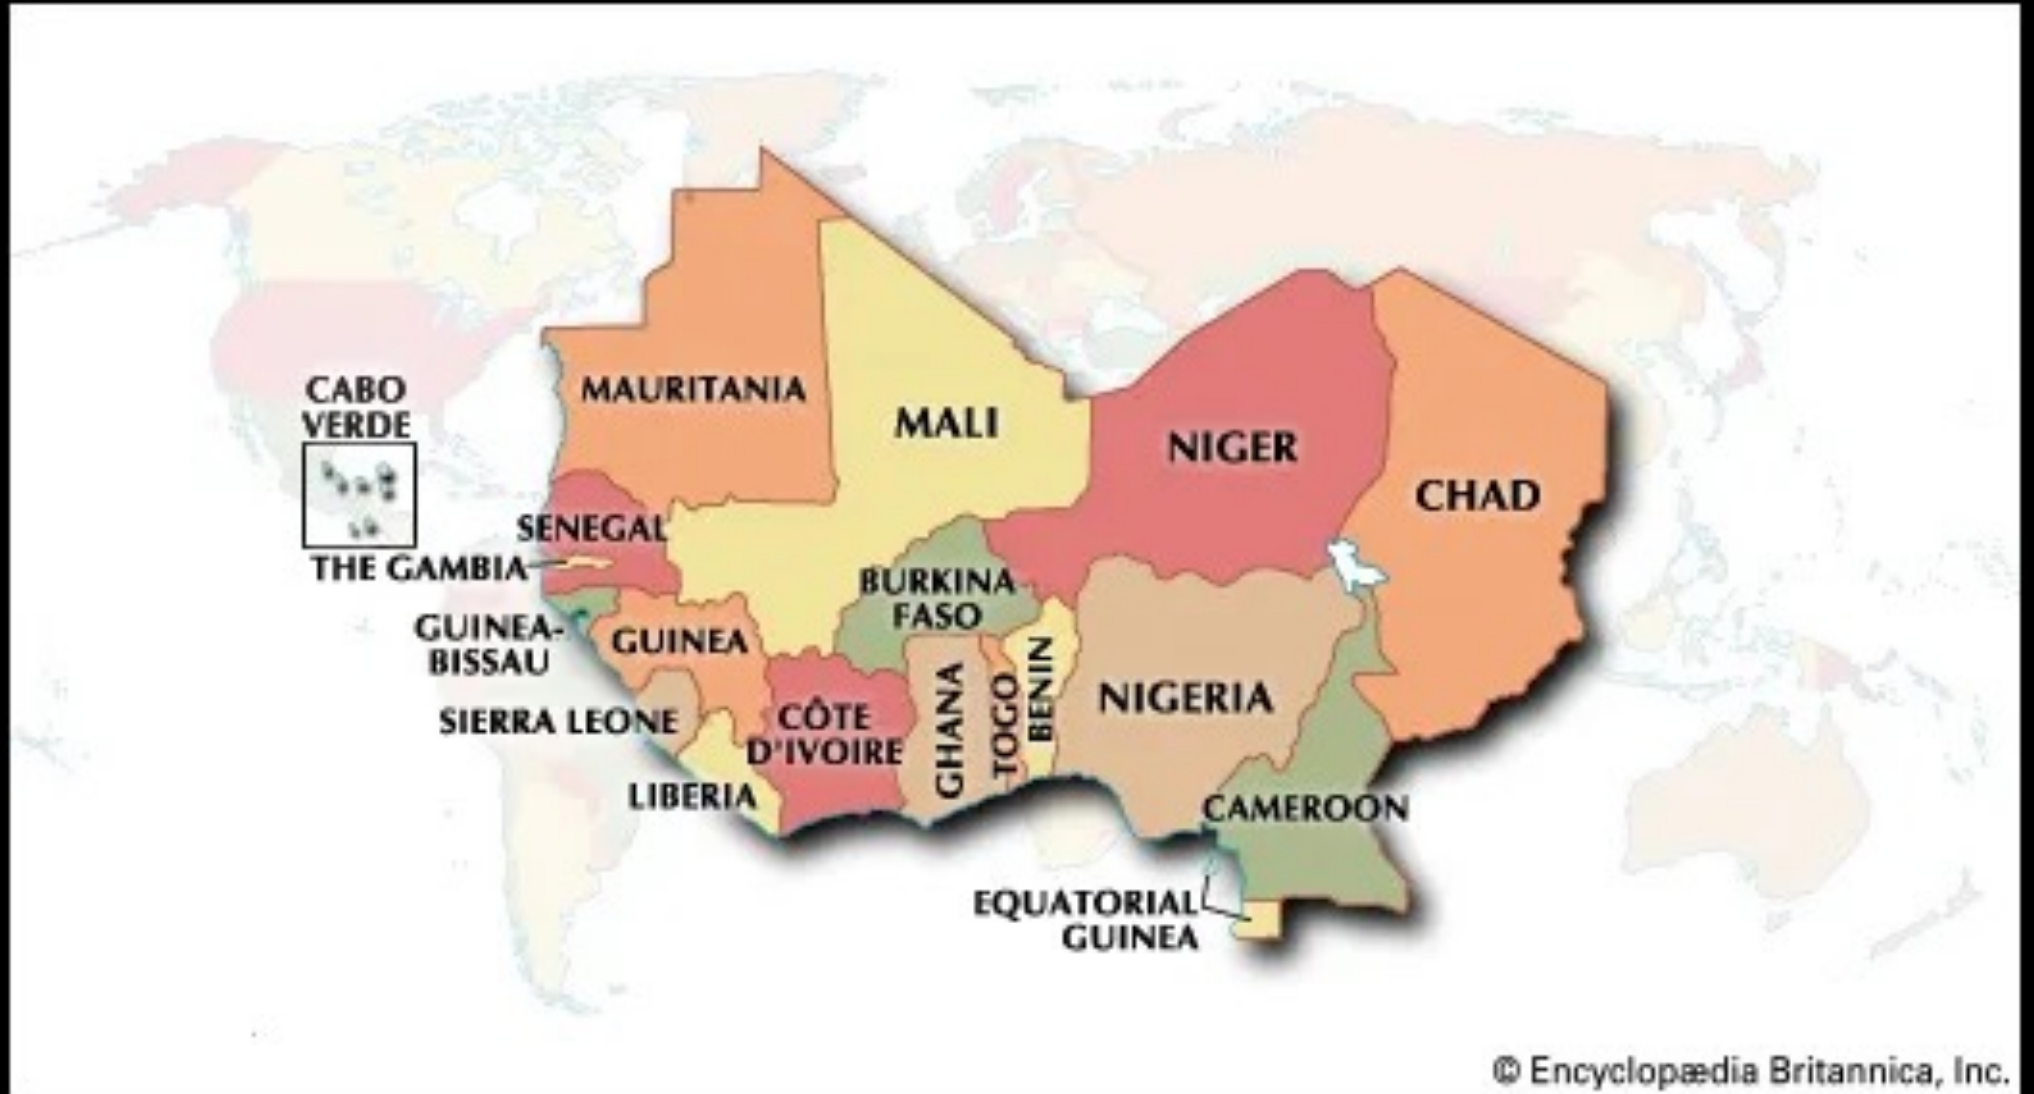 MAURITANIA
MALI
NIGER
CHAD
CABO
VERDE
SENEGAL
THE GAMBIA
BURKINA
FASO
GUINEA-
BISSAU
GUINEA
SIERRA LEONE
CÔTE
D'IVOIRE
GHANA
TOGO
BENIN
NIGERIA
LIBERIA
CAMEROON
EQUATORIAL
GUINEA
© Encyclopædia Britannica, Inc.